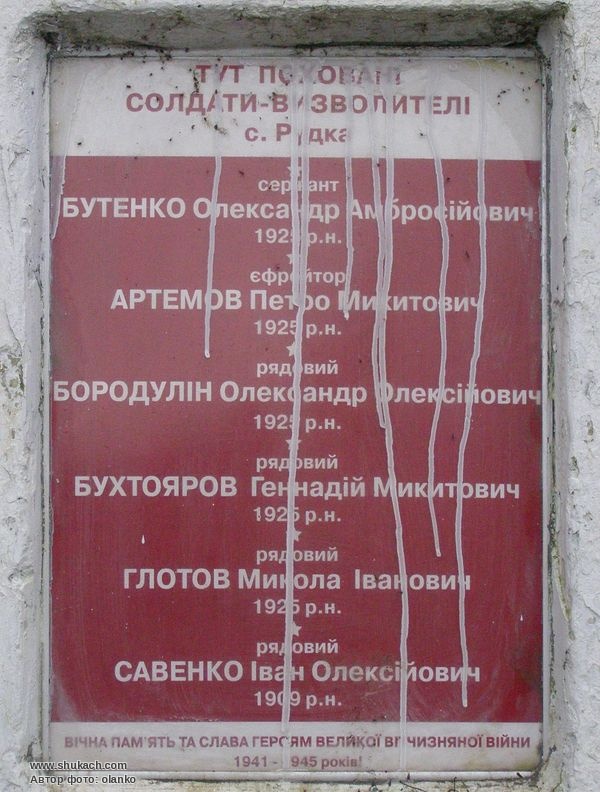 ТУТ ПОХОВАНІ
СОЛДАТИ-ВИЗВОЛИТЕЛІ
с. Рудка
сержант
БУТЕНКО Олександр Амбросійович
1925 р.н.
єфрейтор
АРТЕМОВ Петро Микитович
1925 р.н.
рядовий
БОРОДУЛІН Олександр Олексійович
1925 р.н.
рядовий
БУХТОЯРОВ Геннадій Микитович
1925 р.н.
рядовий
ГЛОТОВ Микола Іванович
1925 р.н.
рядовий
САВЕНКО Іван Олексійович
1909 р.н.
ВІЧНА ПАМ'ЯТЬ ТА СЛАВА ГЕРОЯМ ВЕЛИКОЇ ВІТЧИЗНЯНОЇ ВІЙНИ
1941 - 1945 років!
www.shukach.com
Автор фото: olanko